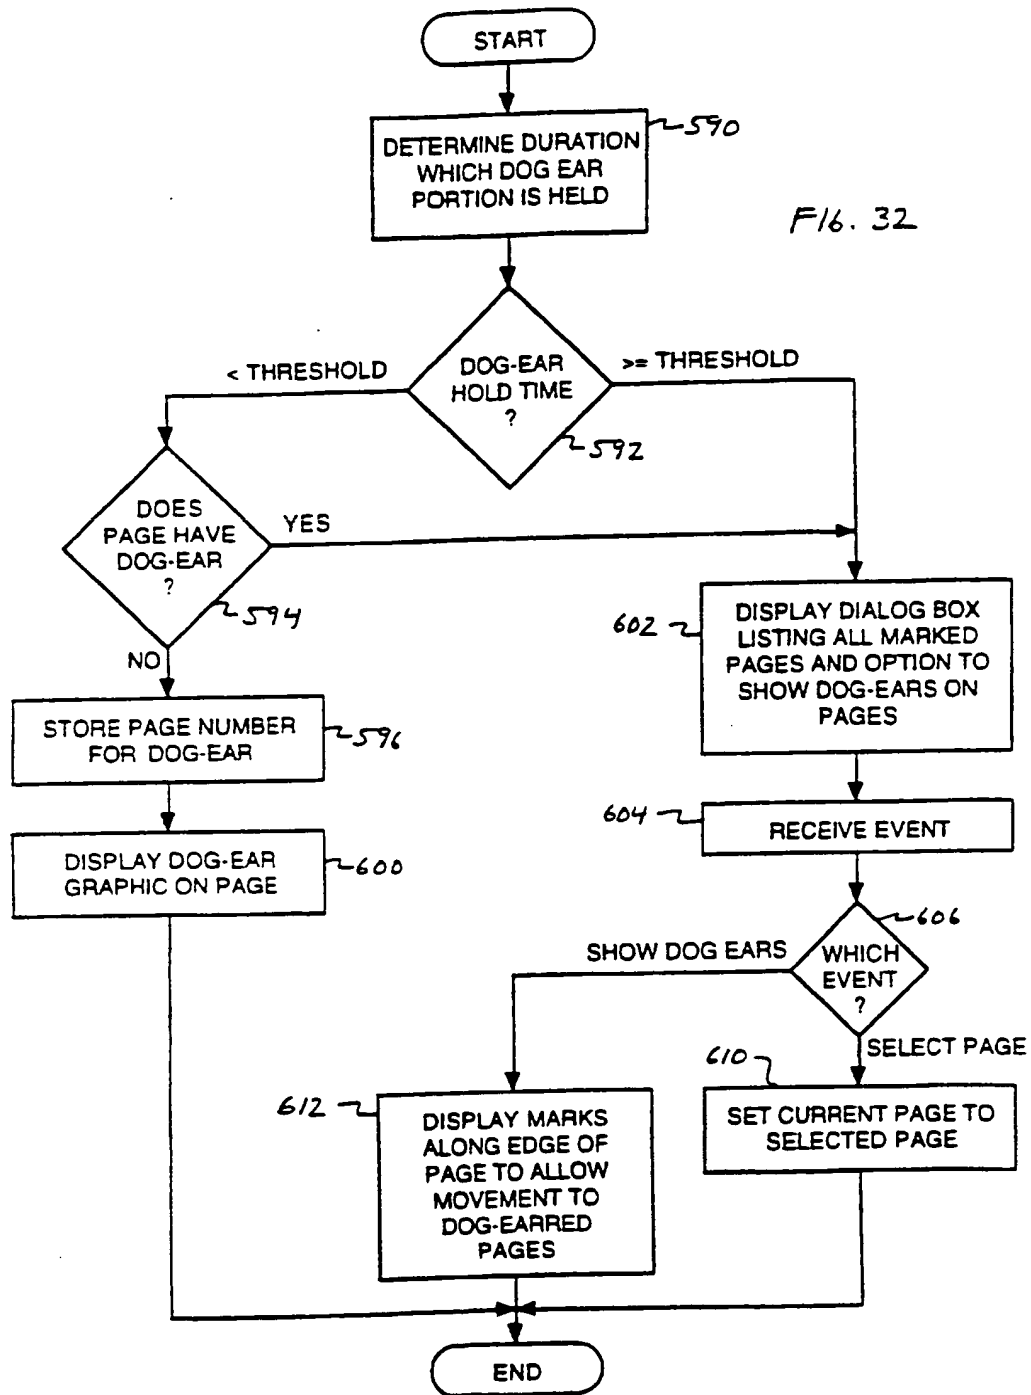 START
590
DETERMINE DURATION
WHICH DOG EAR
PORTION IS HELD
FIG. 32
< THRESHOLD
DOG-EAR
HOLD TIME
?
>= THRESHOLD
592
DOES
PAGE HAVE
DOG-EAR
?
YES
594
NO
602
DISPLAY DIALOG BOX
LISTING ALL MARKED
PAGES AND OPTION TO
SHOW DOG-EARS ON
PAGES
STORE PAGE NUMBER
FOR DOG-EAR
596
604
RECEIVE EVENT
DISPLAY DOG-EAR
GRAPHIC ON PAGE
600
606
SHOW DOG EARS
WHICH
EVENT
?
SELECT PAGE
610
SET CURRENT PAGE TO
SELECTED PAGE
612
DISPLAY MARKS
ALONG EDGE OF
PAGE TO ALLOW
MOVEMENT TO
DOG-EARRED
PAGES
END